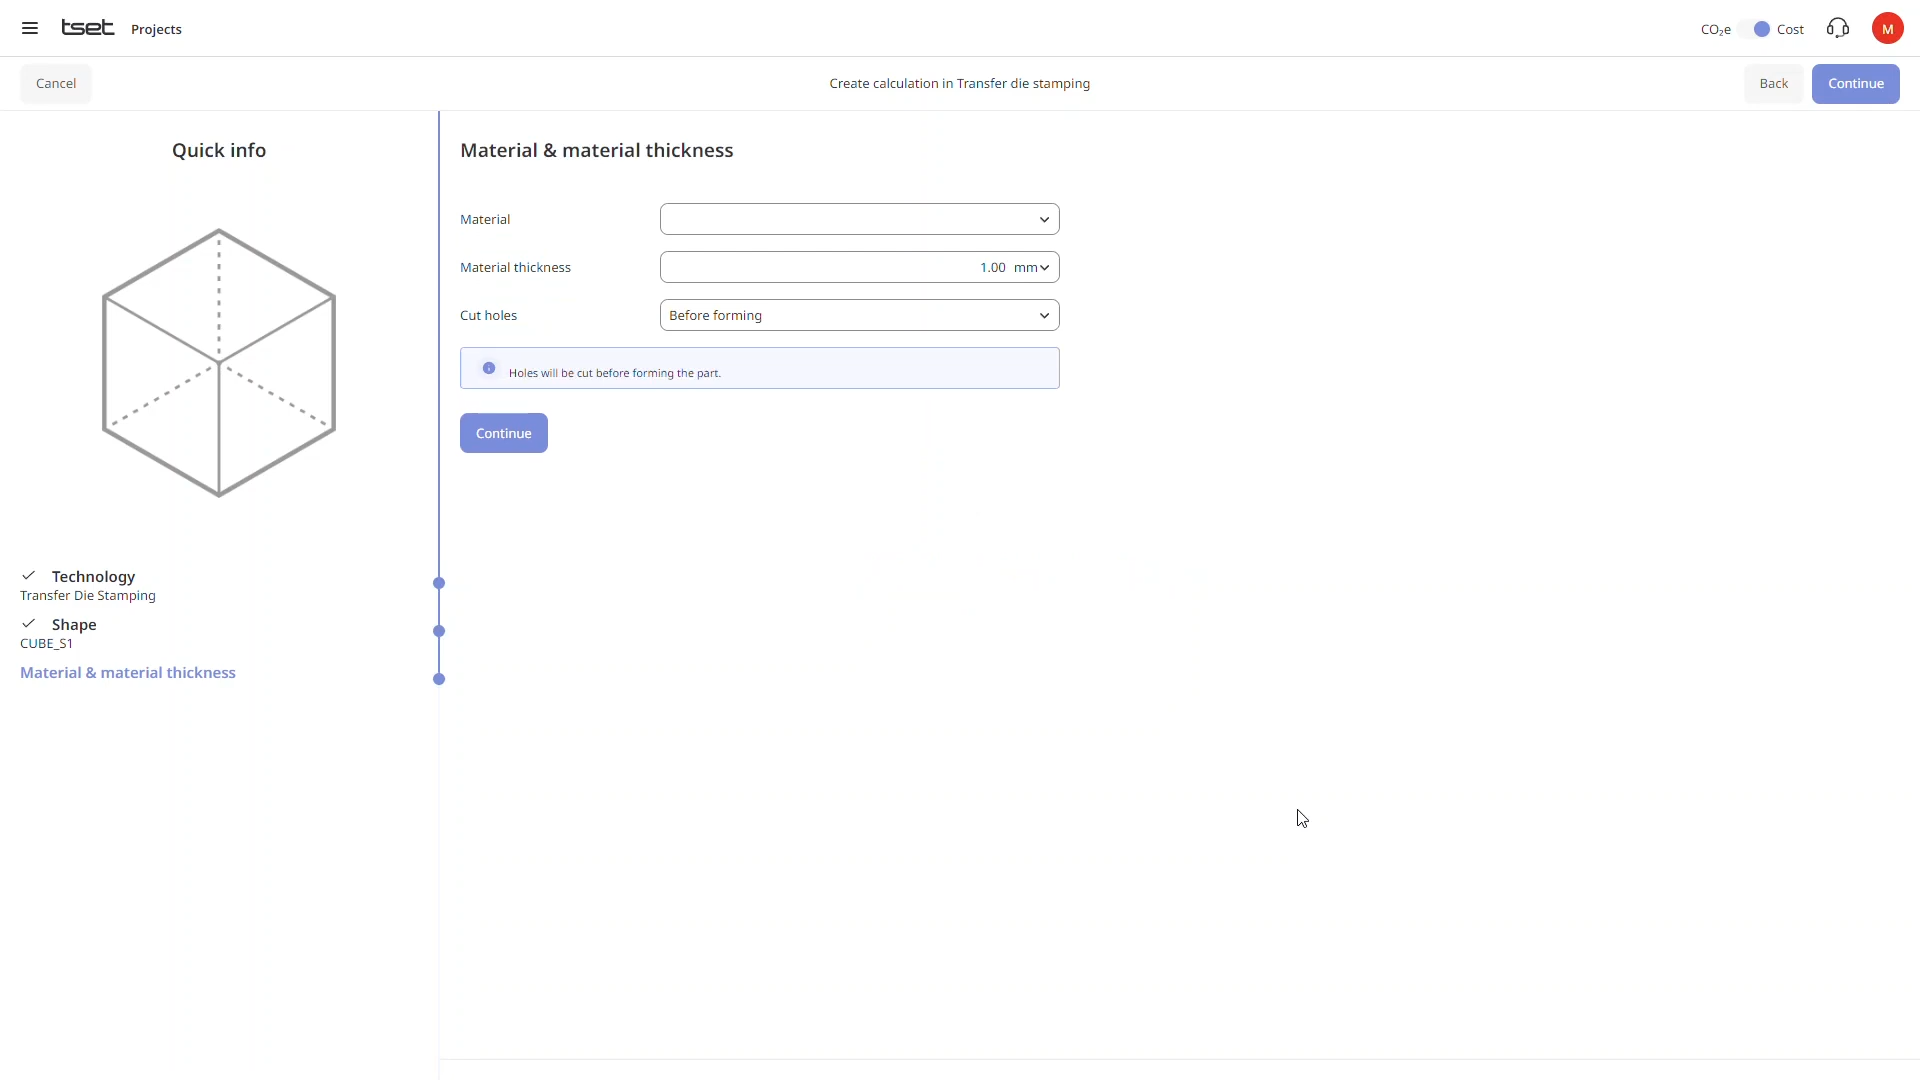 tset Projects CO₂e Cost M
Cancel Create calculation in Transfer die stamping Back Continue
Quick info
Material & material thickness
Material
Material thickness 1.00 mm
Cut holes Before forming
Holes will be cut before forming the part.
Continue
Technology
Transfer Die Stamping
Shape
CUBE_S1
Material & material thickness